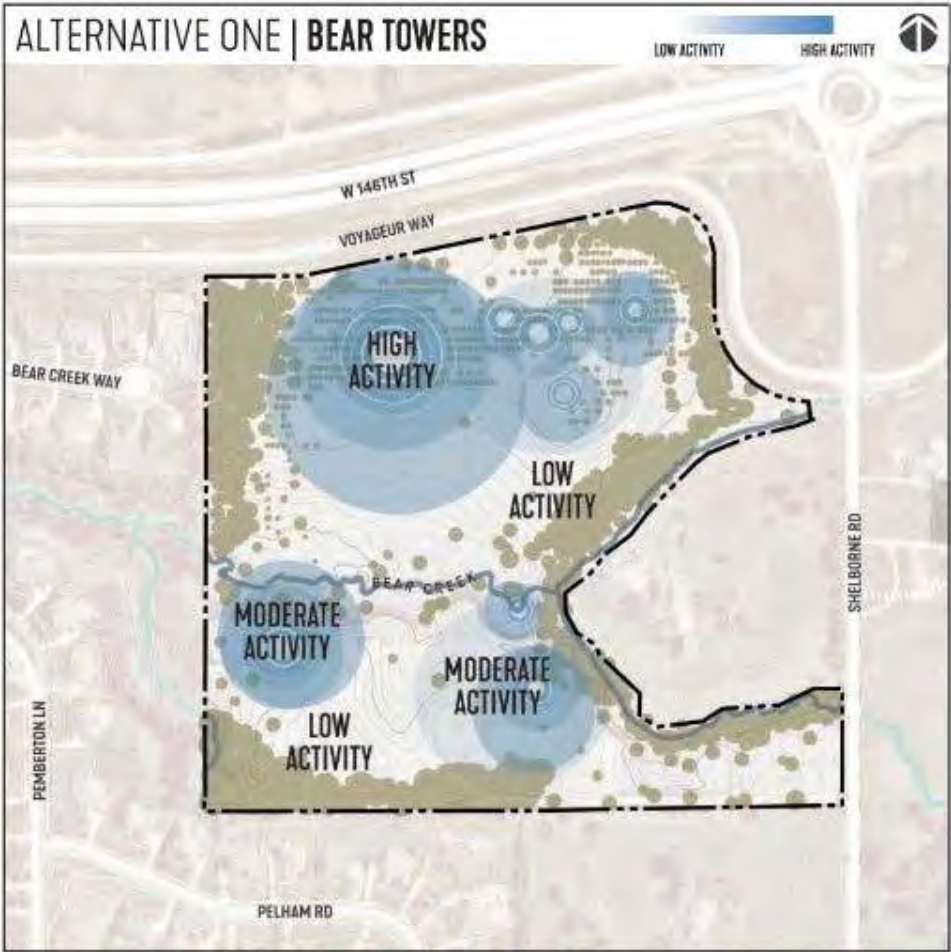 ALTERNATIVE ONE | BEAR TOWERS
LOW ACTIVITY
HIGH ACTIVITY
W 146TH ST
VOYAGEUR WAY
HIGH
ACTIVITY
BEAR CREEK WAY
LOW
ACTIVITY
SHELBORNE RD
BEAR CREEK
MODERATE
ACTIVITY
MODERATE
ACTIVITY
LOW
ACTIVITY
PEMBERTON LN
PELHAM RD